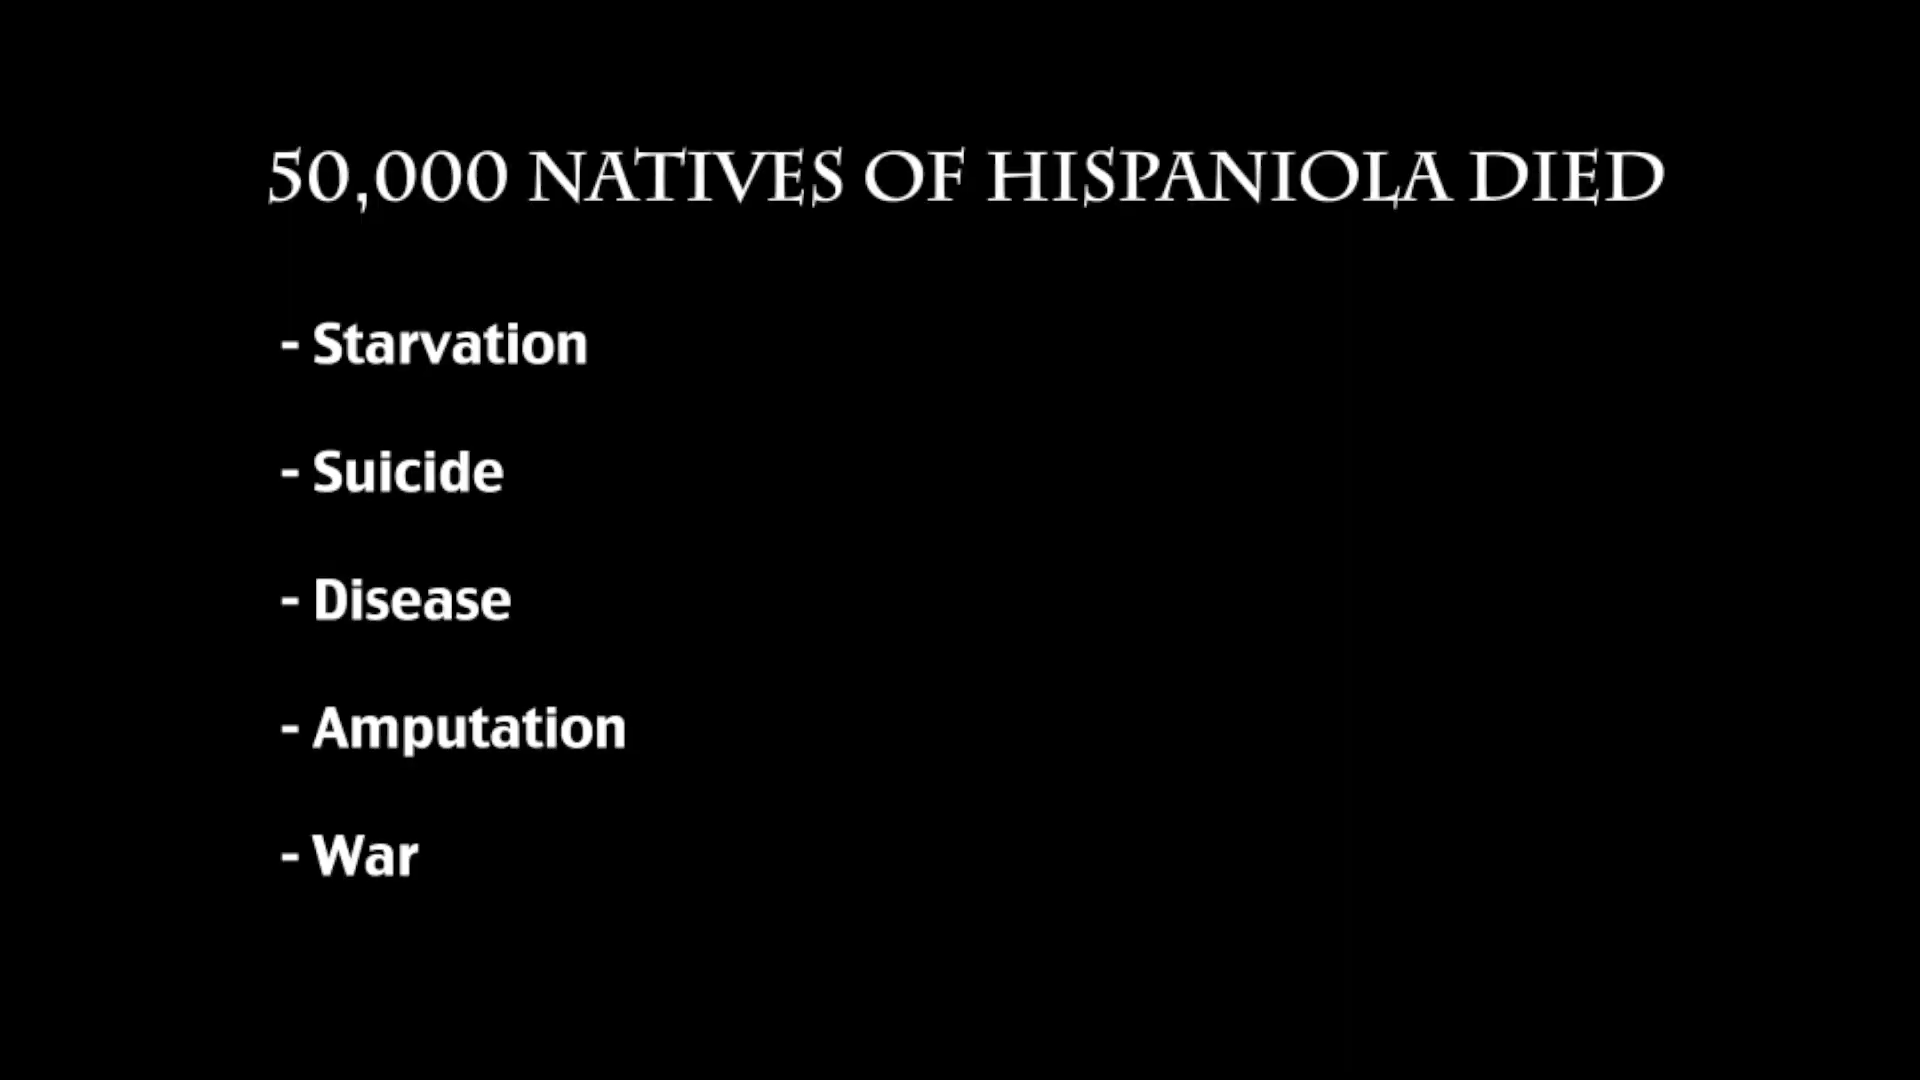 50,000 NATIVES OF HISPANIOLA DIED
- Starvation
- Suicide
- Disease
- Amputation
- War